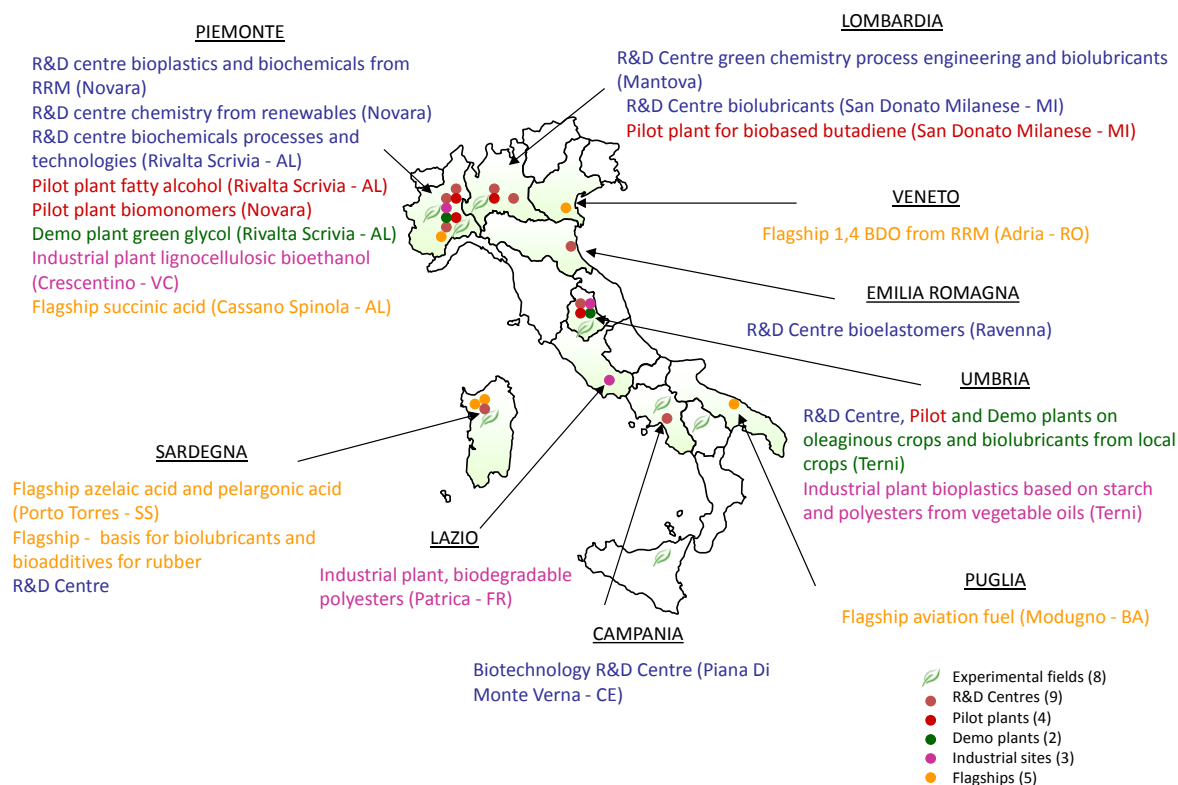 PIEMONTE
R&D centre bioplastics and biochemicals from
RRM (Novara)
R&D centre chemistry from renewables (Novara)
R&D centre biochemicals processes and
technologies (Rivalta Scrivia - AL)
Pilot plant fatty alcohol (Rivalta Scrivia - AL)
Pilot plant biomonomers (Novara)
Demo plant green glycol (Rivalta Scrivia - AL)
Industrial plant lignocellulosic bioethanol
(Crescentino - VC)
Flagship succinic acid (Cassano Spinola - AL)
LOMBARDIA
R&D Centre green chemistry process engineering and biolubricants
(Mantova)
R&D Centre biolubricants (San Donato Milanese - MI)
Pilot plant for biobased butadiene (San Donato Milanese - MI)
VENETO
Flagship 1,4 BDO from RRM (Adria - RO)
EMILIA ROMAGNA
R&D Centre bioelastomers (Ravenna)
UMBRIA
R&D Centre, Pilot and Demo plants on
oleaginous crops and biolubricants from local
crops (Terni)
Industrial plant bioplastics based on starch
and polyesters from vegetable oils (Terni)
SARDEGNA
Flagship azelaic acid and pelargonic acid
(Porto Torres - SS)
Flagship - basis for biolubricants and
bioadditives for rubber
R&D Centre
LAZIO
Industrial plant, biodegradable
polyesters (Patrica - FR)
CAMPANIA
Biotechnology R&D Centre (Piana Di
Monte Verna - CE)
PUGLIA
Flagship aviation fuel (Modugno - BA)
Experimental fields (8)
R&D Centres (9)
Pilot plants (4)
Demo plants (2)
Industrial sites (3)
Flagships (5)